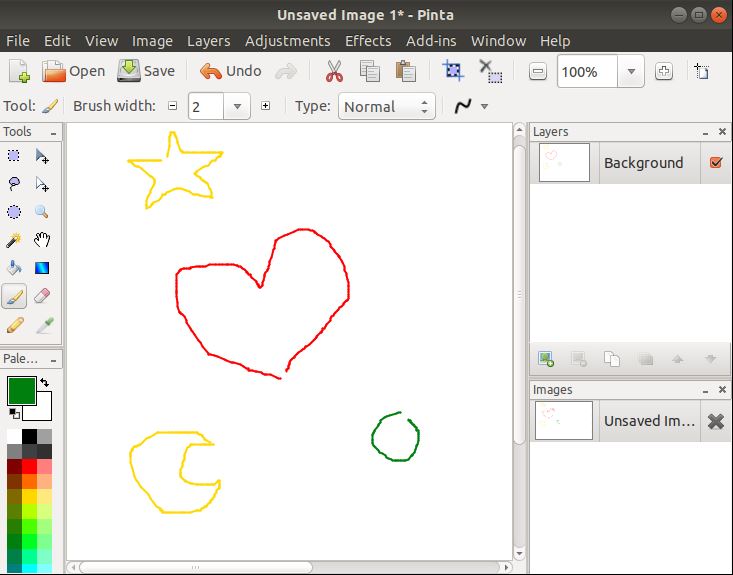 Unsaved Image 1* - Pinta
File Edit View Image Layers Adjustments Effects Add-ins Window Help
Open Save Undo 100%
Tool: Brush width: 2 Type: Normal
Tools
Layers
Background
Pale...
Images
Unsaved Im...